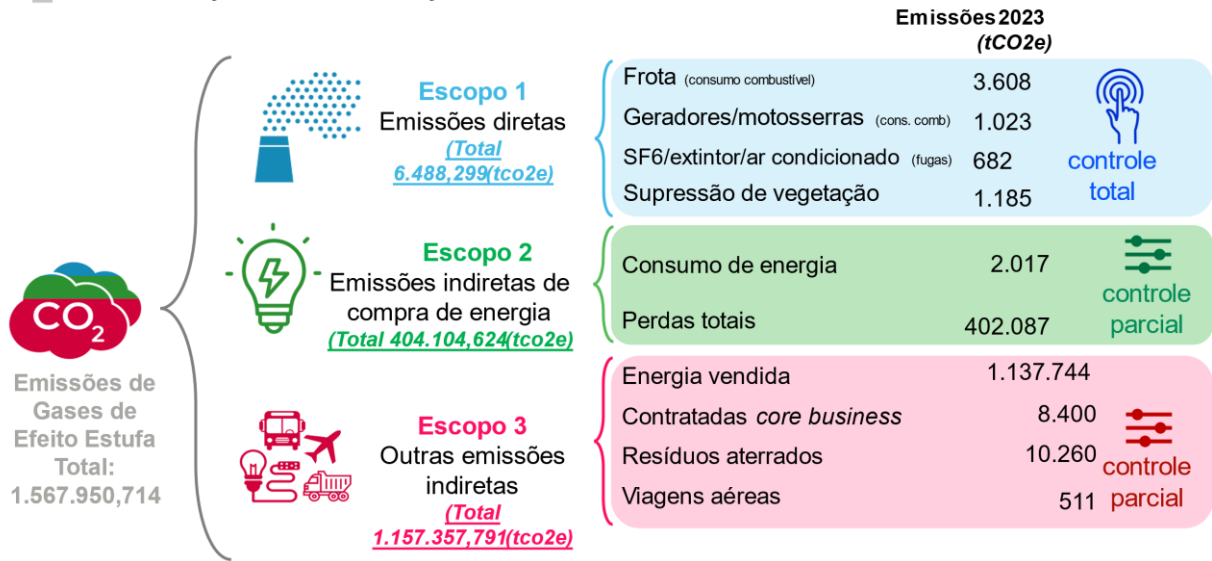 Emissões 2023
(tCO2e)
CO2
Emissões de
Gases de
Efeito Estufa
Total:
1.567.950,714
Escopo 1
Emissões diretas
(Total
6.488,299(tco2e)
Frota (consumo combustível) 3.608
Geradores/motosserras (cons. comb) 1.023
SF6/extintor/ar condicionado (fugas) 682
Supressão de vegetação 1.185
controle
total
Escopo 2
Emissões indiretas de
compra de energia
(Total 404.104,624(tco2e)
Consumo de energia 2.017
Perdas totais 402.087
controle
parcial
Escopo 3
Outras emissões
indiretas
(Total
1.157.357,791(tco2e)
Energia vendida 1.137.744
Contratadas core business 8.400
Resíduos aterrados 10.260
Viagens aéreas 511
controle
parcial